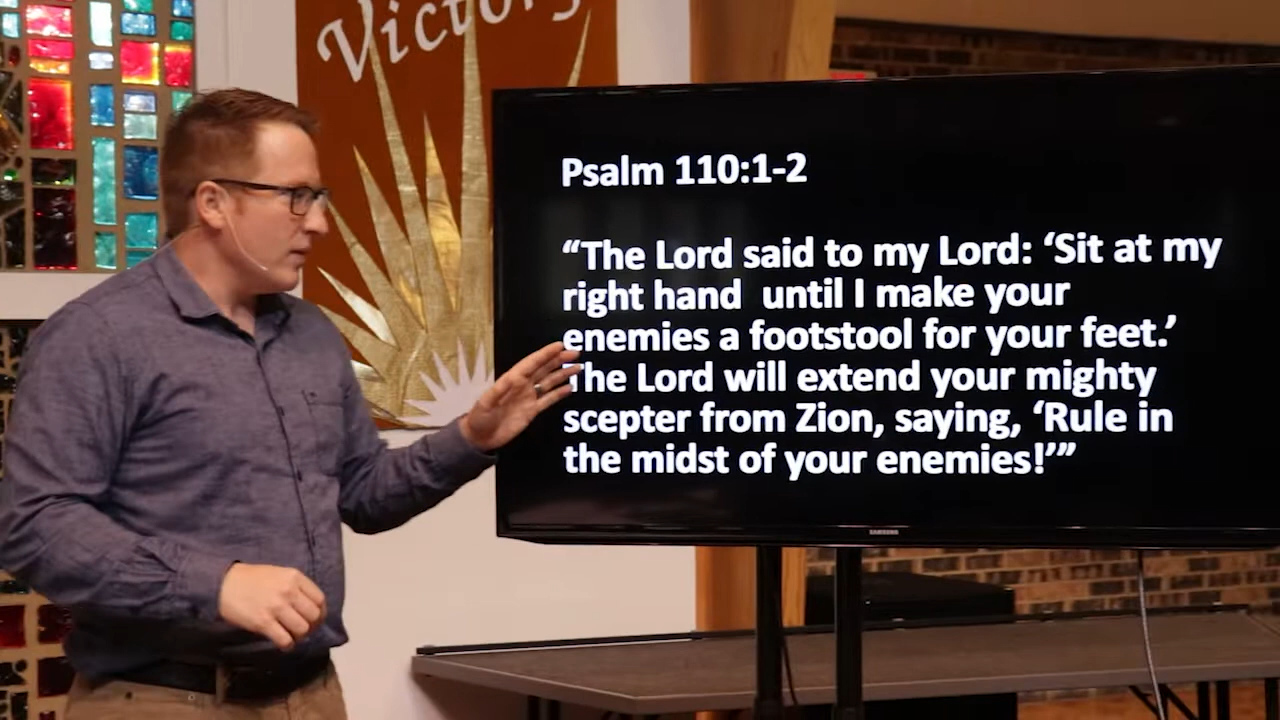 Victory
Psalm 110:1-2
“The Lord said to my Lord: ‘Sit at my
right hand until I make your
enemies a footstool for your feet.’
The Lord will extend your mighty
scepter from Zion, saying, ‘Rule in
the midst of your enemies!’”
SAMSUNG